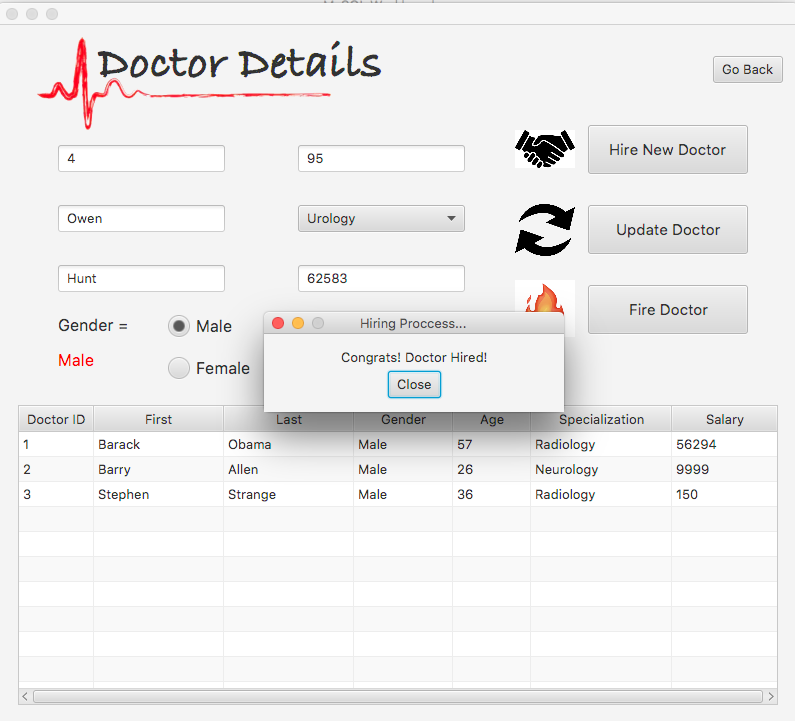 Doctor Details
Go Back
4
95
Hire New Doctor
Owen
Urology
Update Doctor
Hunt
62583
Fire Doctor
Gender =
Male
Female
Male
Hiring Proccess...
Congrats! Doctor Hired!
Close
Doctor ID First Last Gender Age Specialization Salary
1 Barack Obama Male 57 Radiology 56294
2 Barry Allen Male 26 Neurology 9999
3 Stephen Strange Male 36 Radiology 150